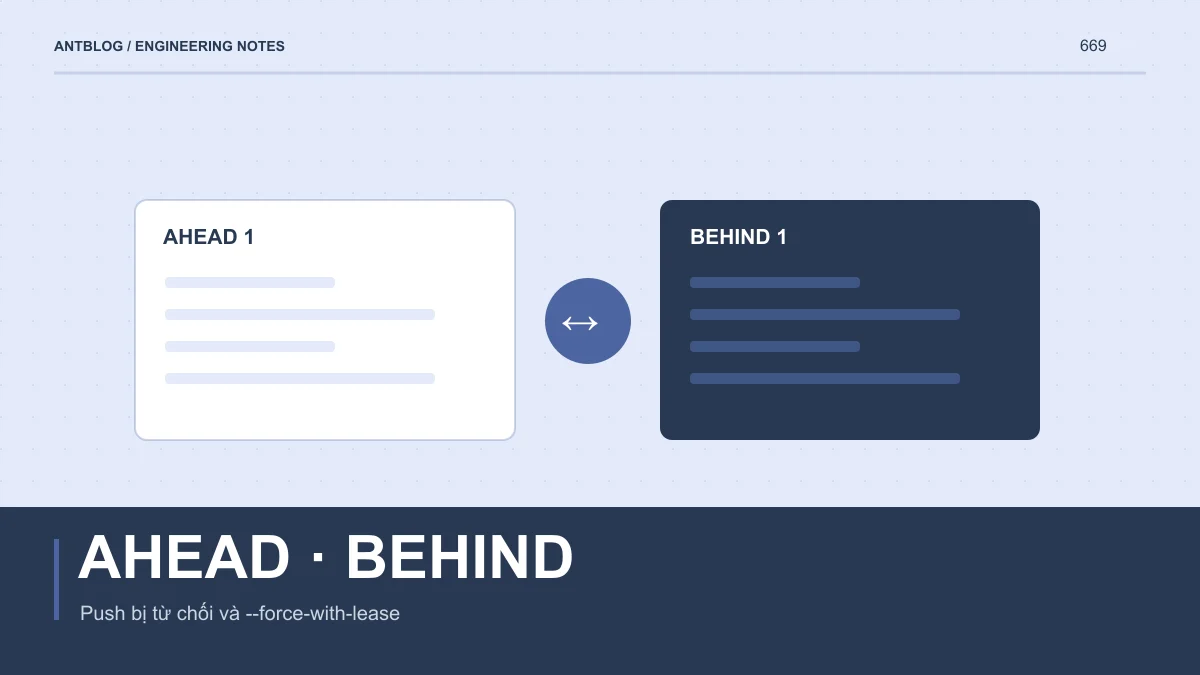 ANTBLOG / ENGINEERING NOTES
669
AHEAD 1
BEHIND 1
↔
AHEAD · BEHIND
Push bị từ chối và --force-with-lease